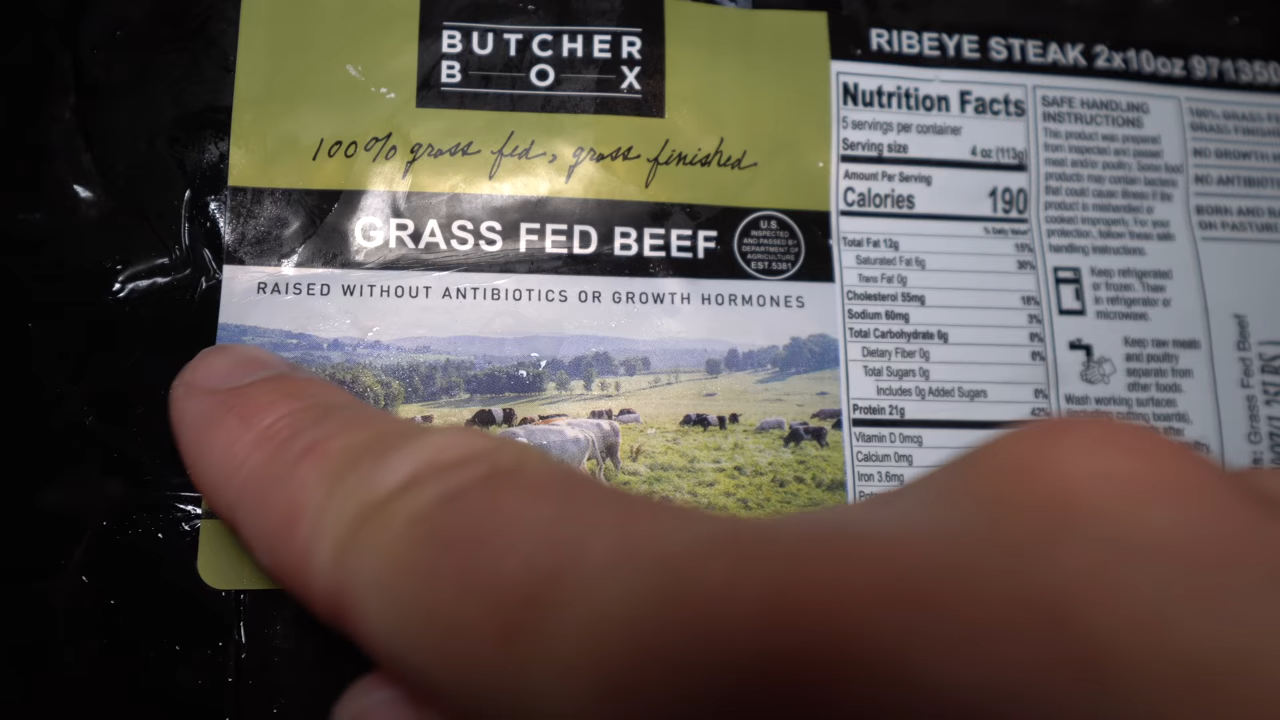 BUTCHER
BOX
100% grass fed, grass finished
GRASS FED BEEF
U.S.
INSPECTED
AND PASSED BY
DEPARTMENT OF
AGRICULTURE
EST.5381
RAISED WITHOUT ANTIBIOTICS OR GROWTH HORMONES
RIBEYE STEAK 2x10oz 971350
Nutrition Facts
5 servings per container
Serving size 4 oz (113g)
Amount Per Serving
Calories 190
% Daily Value*
Total Fat 12g 15%
Saturated Fat 6g 30%
Trans Fat 0g
Cholesterol 55mg 18%
Sodium 60mg 3%
Total Carbohydrate 0g 0%
Dietary Fiber 0g 0%
Total Sugars 0g
Includes 0g Added Sugars 0%
Protein 21g 42%
Vitamin D 0mcg
Calcium 0mg
Iron 3.6mg
SAFE HANDLING
INSTRUCTIONS
This product was prepared
from inspected and passed
meat and/or poultry. Some food
products may contain bacteria
that could cause illness if the
product is mishandled or
cooked improperly. For your
protection, follow these safe
handling instructions.
Keep refrigerated
or frozen. Thaw
in refrigerator or
microwave.
Keep raw meats
and poultry
separate from
other foods.
Wash working surfaces
(including cutting boards),
100% GRASS
GRASS
NO GROWTH
NO
BORN AND
ON PASTURE
Grass Fed Beef